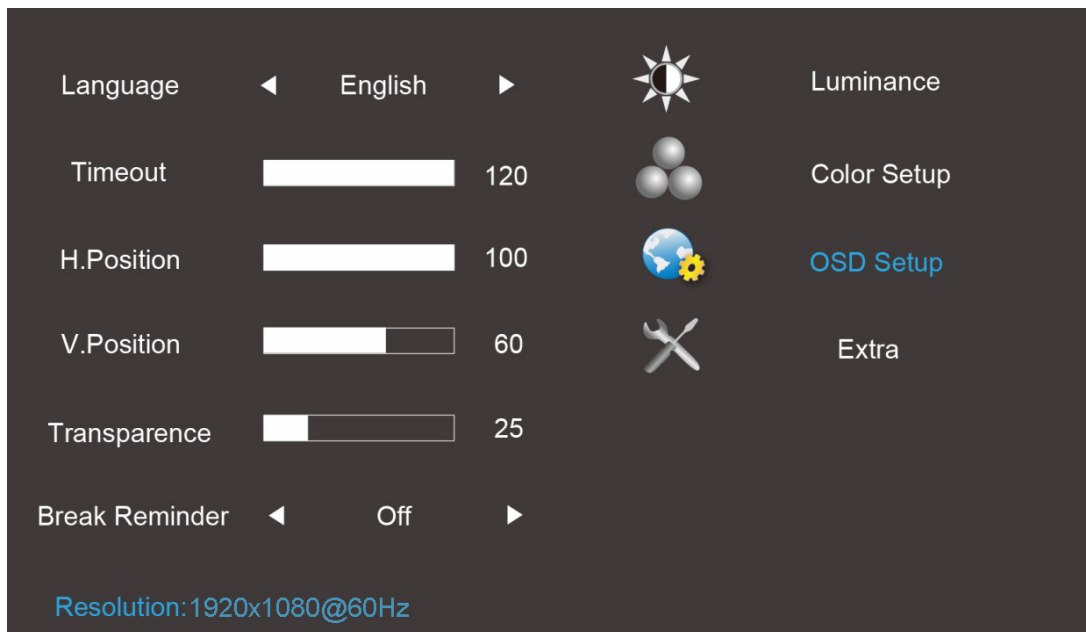 Language English Luminance
Timeout 120 Color Setup
H.Position 100 OSD Setup
V.Position 60 Extra
Transparence 25
Break Reminder Off
Resolution:1920x1080@60Hz